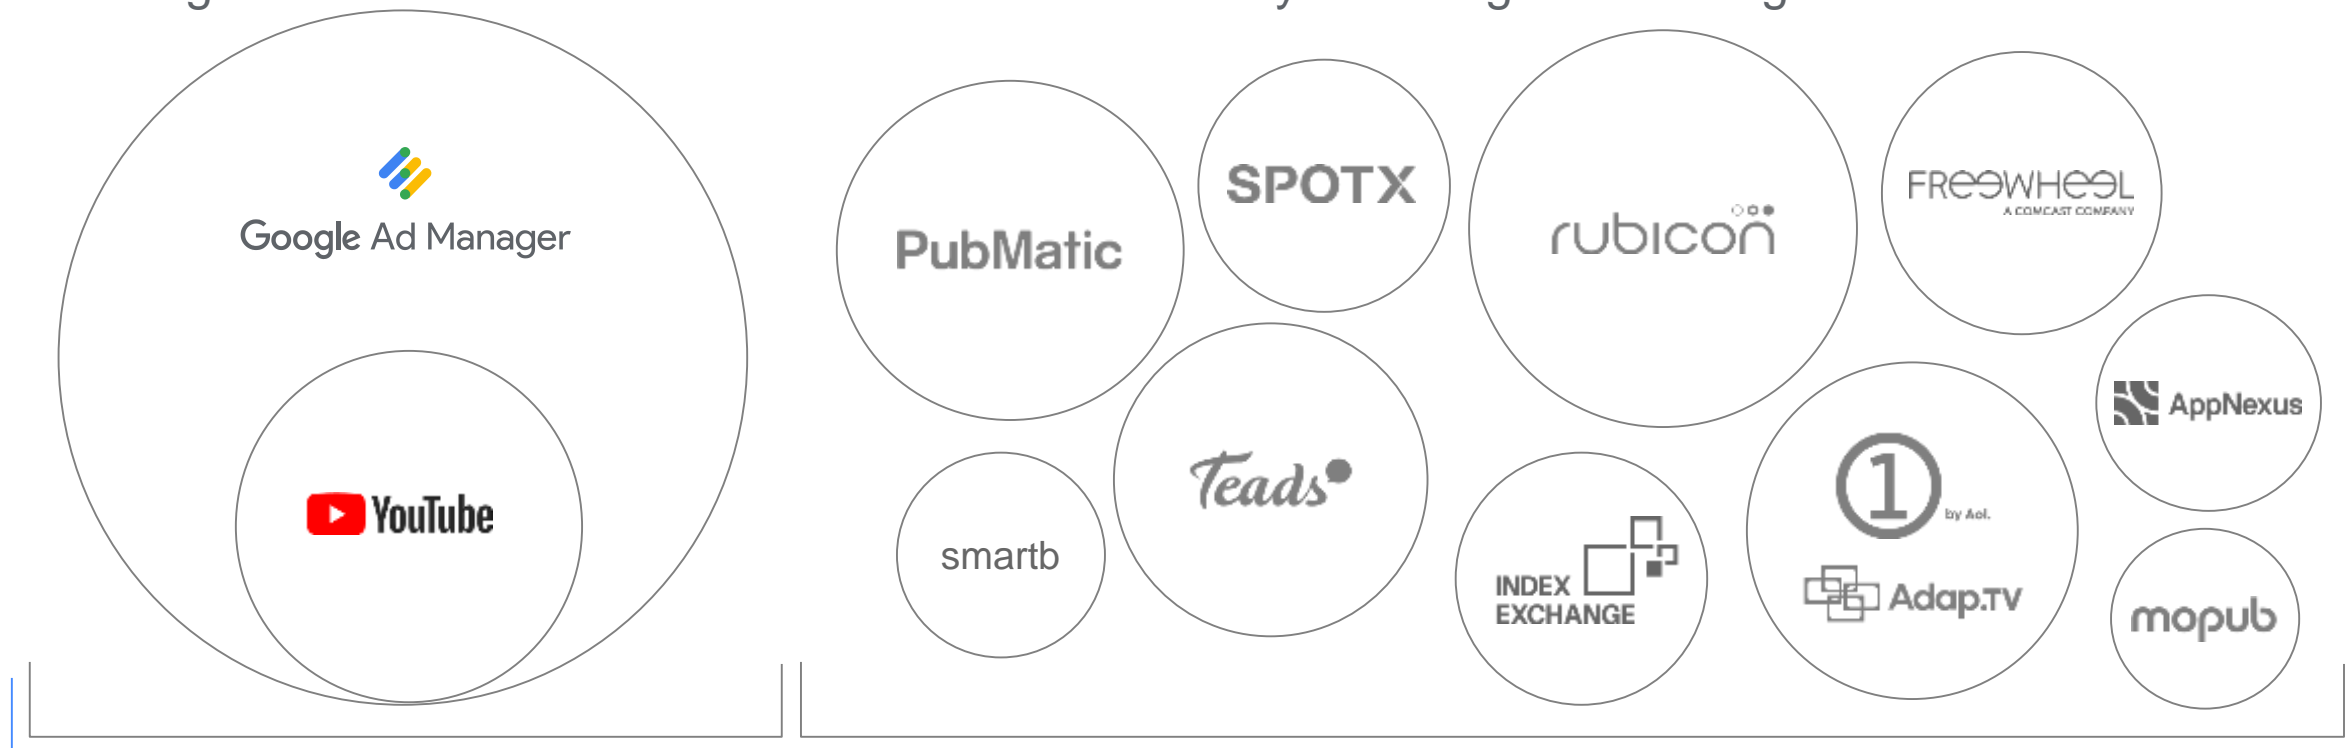 Google Ad Manager
YouTube
PubMatic
SPOTX
rubicon
FREEWHEEL
A COMCAST COMPANY
AppNexus
Teads
smartb
INDEX
EXCHANGE
1
by Aol.
Adap.TV
mopub